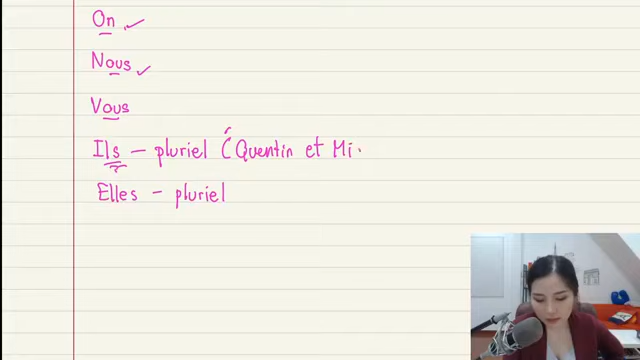 On
Nous
Vous
Ils – pluriel (Quentin et Mi
Elles – pluriel